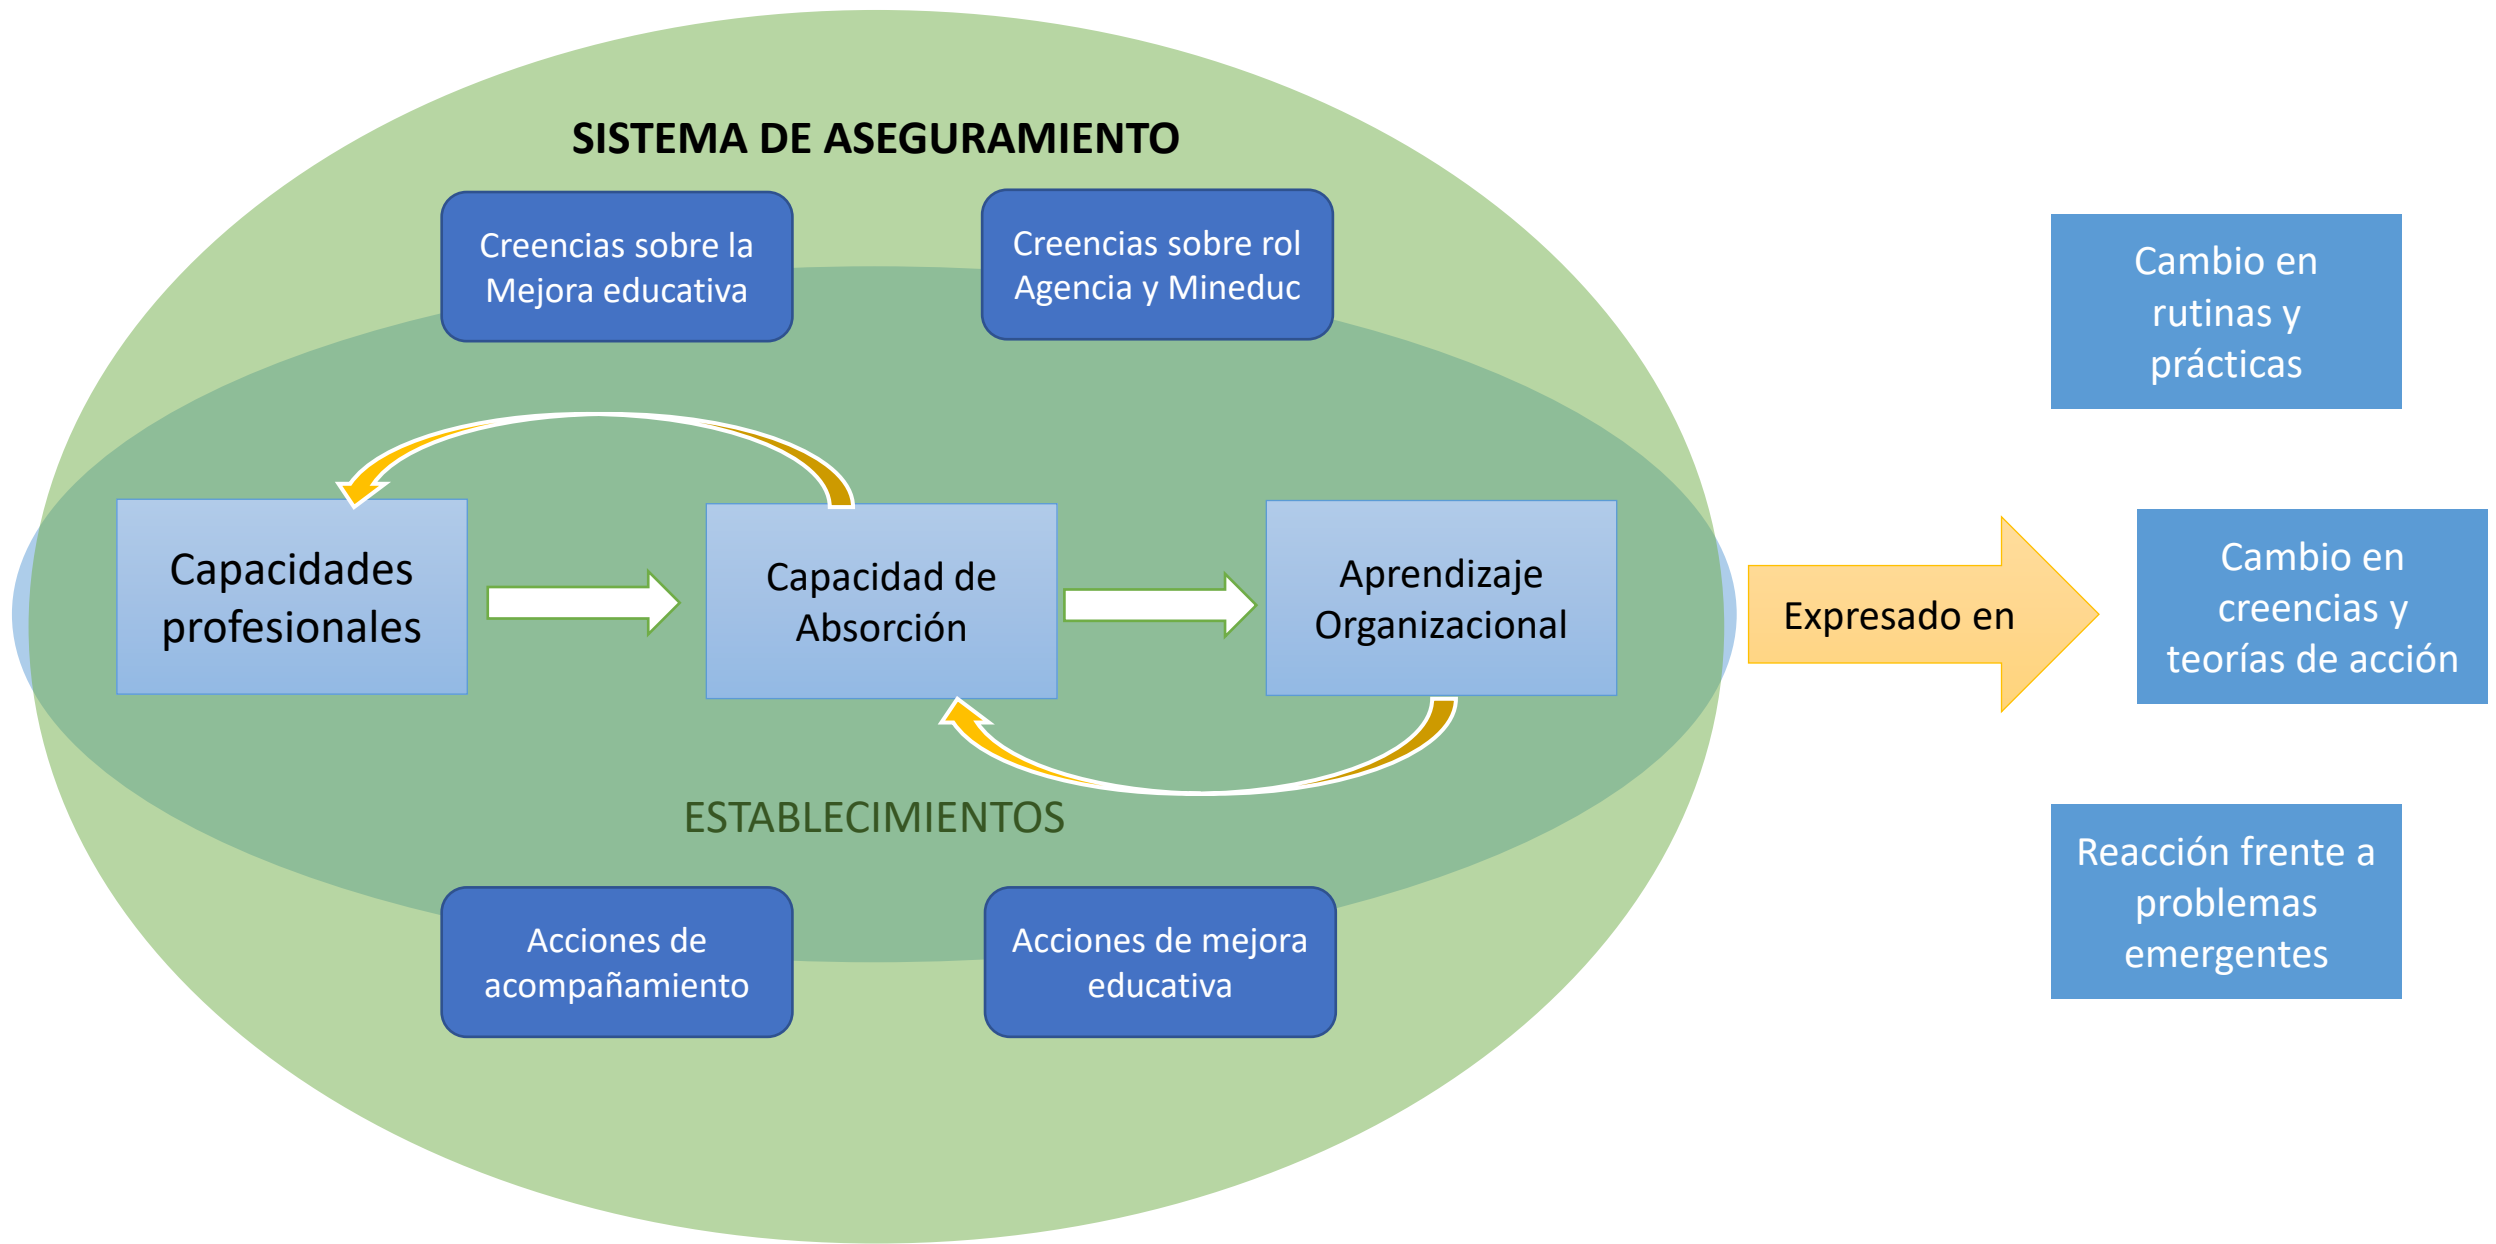 SISTEMA DE ASEGURAMIENTO
Creencias sobre la
Mejora educativa
Creencias sobre rol
Agencia y Mineduc
Capacidades
profesionales
Capacidad de
Absorción
Aprendizaje
Organizacional
ESTABLECIMIENTOS
Acciones de
acompañamiento
Acciones de mejora
educativa
Expresado en
Cambio en
rutinas y
prácticas
Cambio en
creencias y
teorías de acción
Reacción frente a
problemas
emergentes